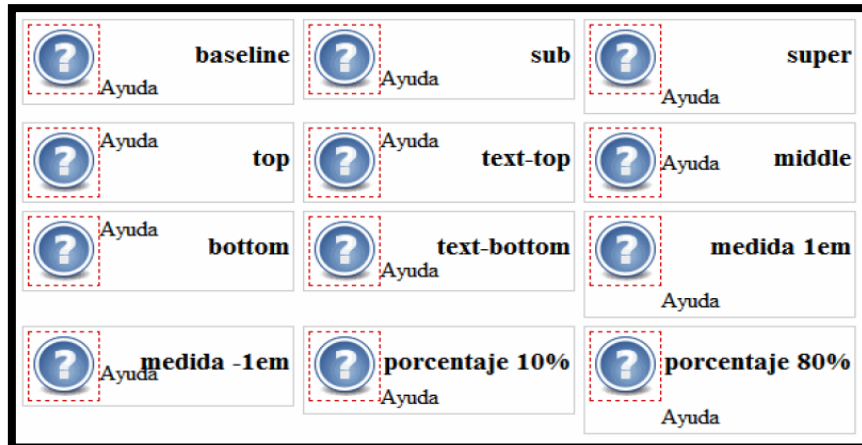 ? baseline Ayuda
? sub Ayuda
? super Ayuda
? Ayuda top
? Ayuda text-top
? Ayuda middle
? Ayuda bottom
? text-bottom Ayuda
? medida 1em Ayuda
? medida -1em Ayuda
? porcentaje 10% Ayuda
? porcentaje 80% Ayuda